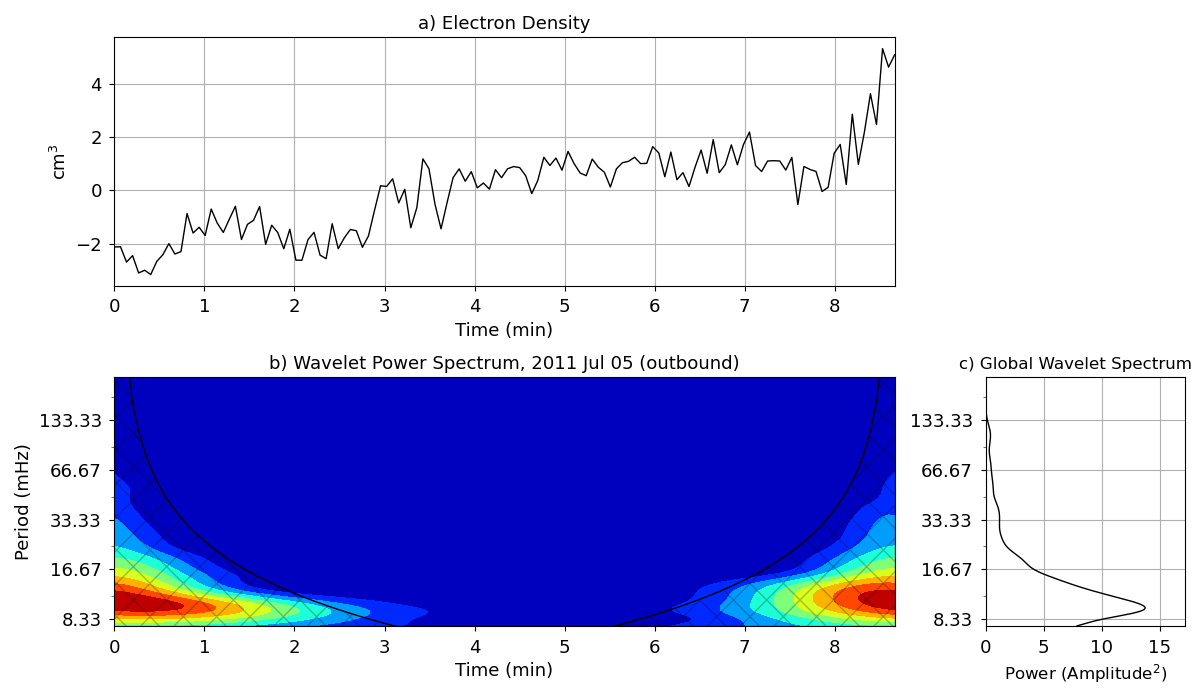 a) Electron Density
cm³
4
2
0
−2
0 1 2 3 4 5 6 7 8
Time (min)
b) Wavelet Power Spectrum, 2011 Jul 05 (outbound)
Period (mHz)
133.33
66.67
33.33
16.67
8.33
0 1 2 3 4 5 6 7 8
Time (min)
c) Global Wavelet Spectrum
133.33
66.67
33.33
16.67
8.33
0 5 10 15
Power (Amplitude²)